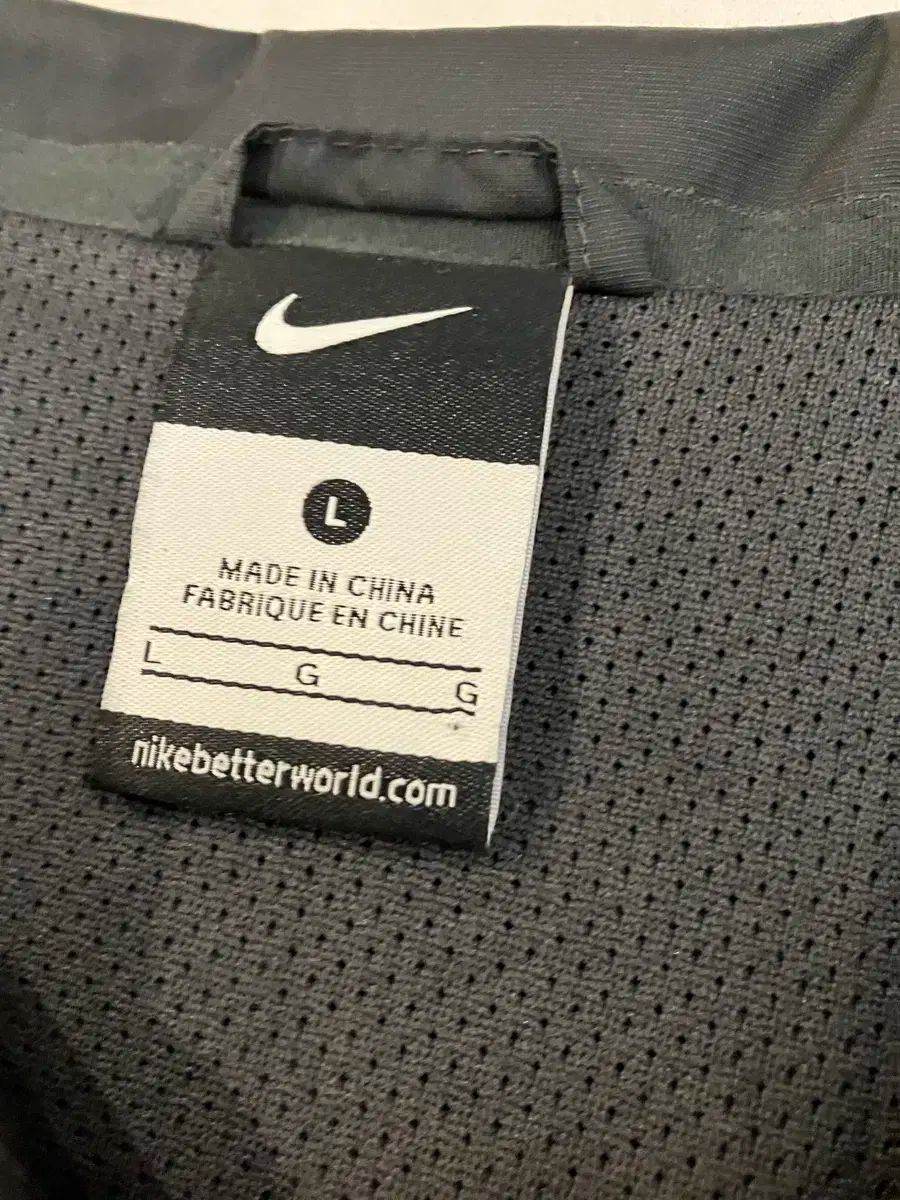 L
MADE IN CHINA
FABRIQUE EN CHINE
L G G
nikebetterworld.com